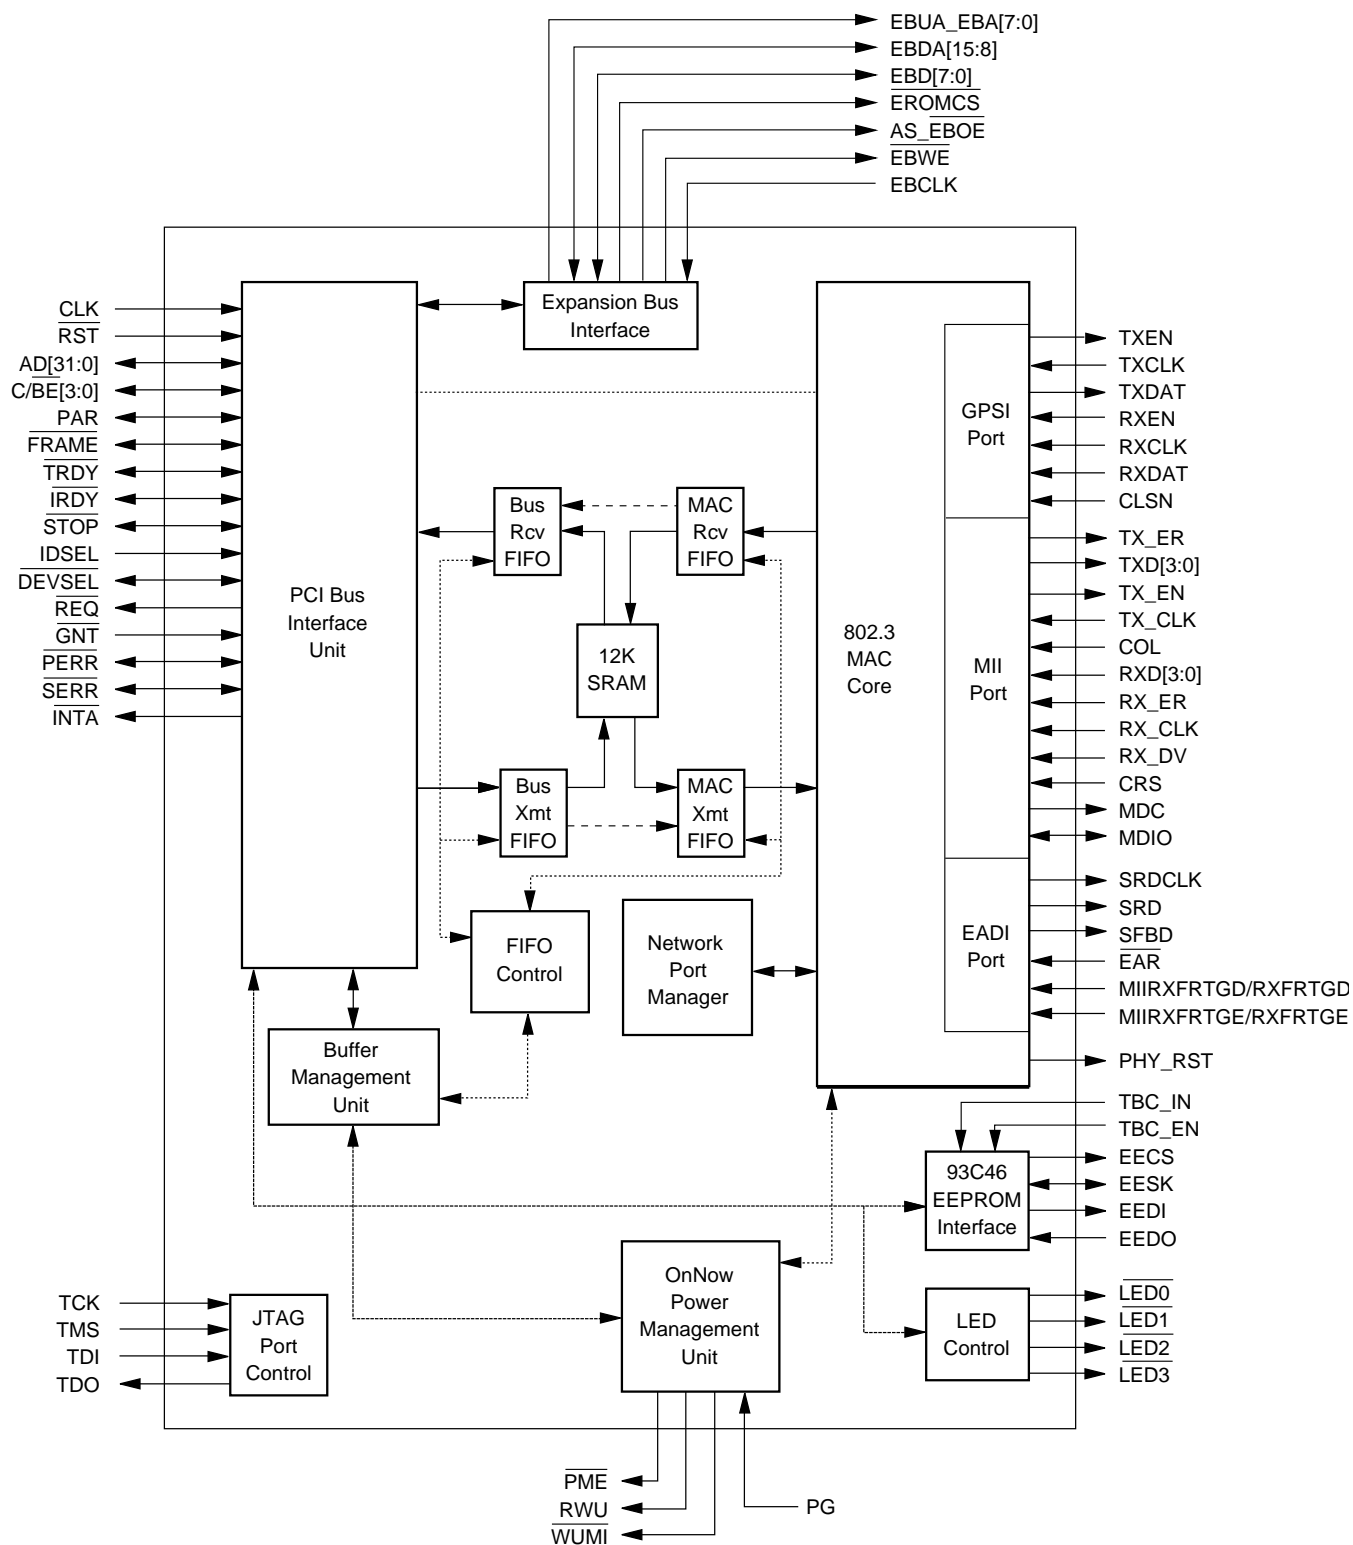 EBUA_EBA[7:0]
EBDA[15:8]
EBD[7:0]
EROMCS
AS_EBOE
EBWE
EBCLK
Expansion Bus
Interface
CLK
RST
AD[31:0]
C/BE[3:0]
PAR
FRAME
TRDY
IRDY
STOP
IDSEL
DEVSEL
REQ
GNT
PERR
SERR
INTA
PCI Bus
Interface
Unit
Bus
Rcv
FIFO
MAC
Rcv
FIFO
12K
SRAM
Bus
Xmt
FIFO
MAC
Xmt
FIFO
FIFO
Control
Network
Port
Manager
Buffer
Management
Unit
802.3
MAC
Core
GPSI
Port
MII
Port
EADI
Port
TXEN
TXCLK
TXDAT
RXEN
RXCLK
RXDAT
CLSN
TX_ER
TXD[3:0]
TX_EN
TX_CLK
COL
RXD[3:0]
RX_ER
RX_CLK
RX_DV
CRS
MDC
MDIO
SRDCLK
SRD
SFBD
EAR
MIIRXFRTGD/RXFRTGD
MIIRXFRTGE/RXFRTGE
PHY_RST
TBC_IN
TBC_EN
EECS
EESK
EEDI
EEDO
93C46
EEPROM
Interface
LED
Control
LED0
LED1
LED2
LED3
OnNow
Power
Management
Unit
TCK
TMS
TDI
TDO
JTAG
Port
Control
PME
RWU
WUMI
PG